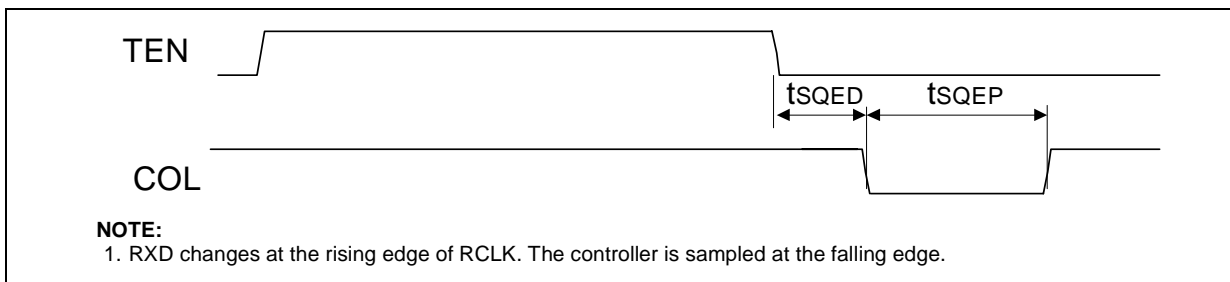 TEN
tSQED tSQEP
COL
NOTE:
1. RXD changes at the rising edge of RCLK. The controller is sampled at the falling edge.